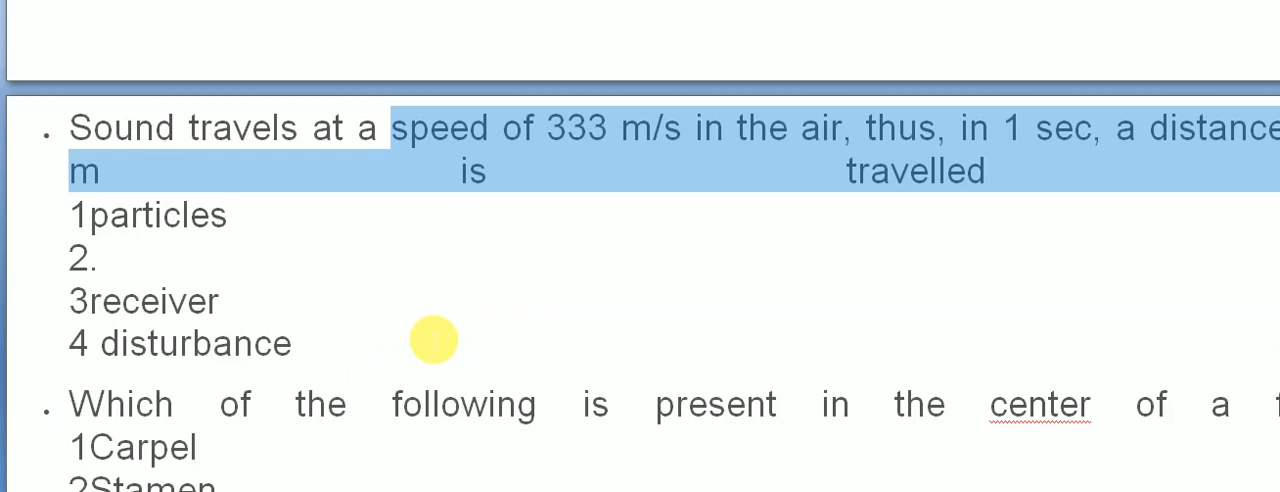 . Sound travels at a speed of 333 m/s in the air, thus, in 1 sec, a distance
m is travelled
1particles
2.
3receiver
4 disturbance
. Which of the following is present in the center of a
1Carpel
2Stamen